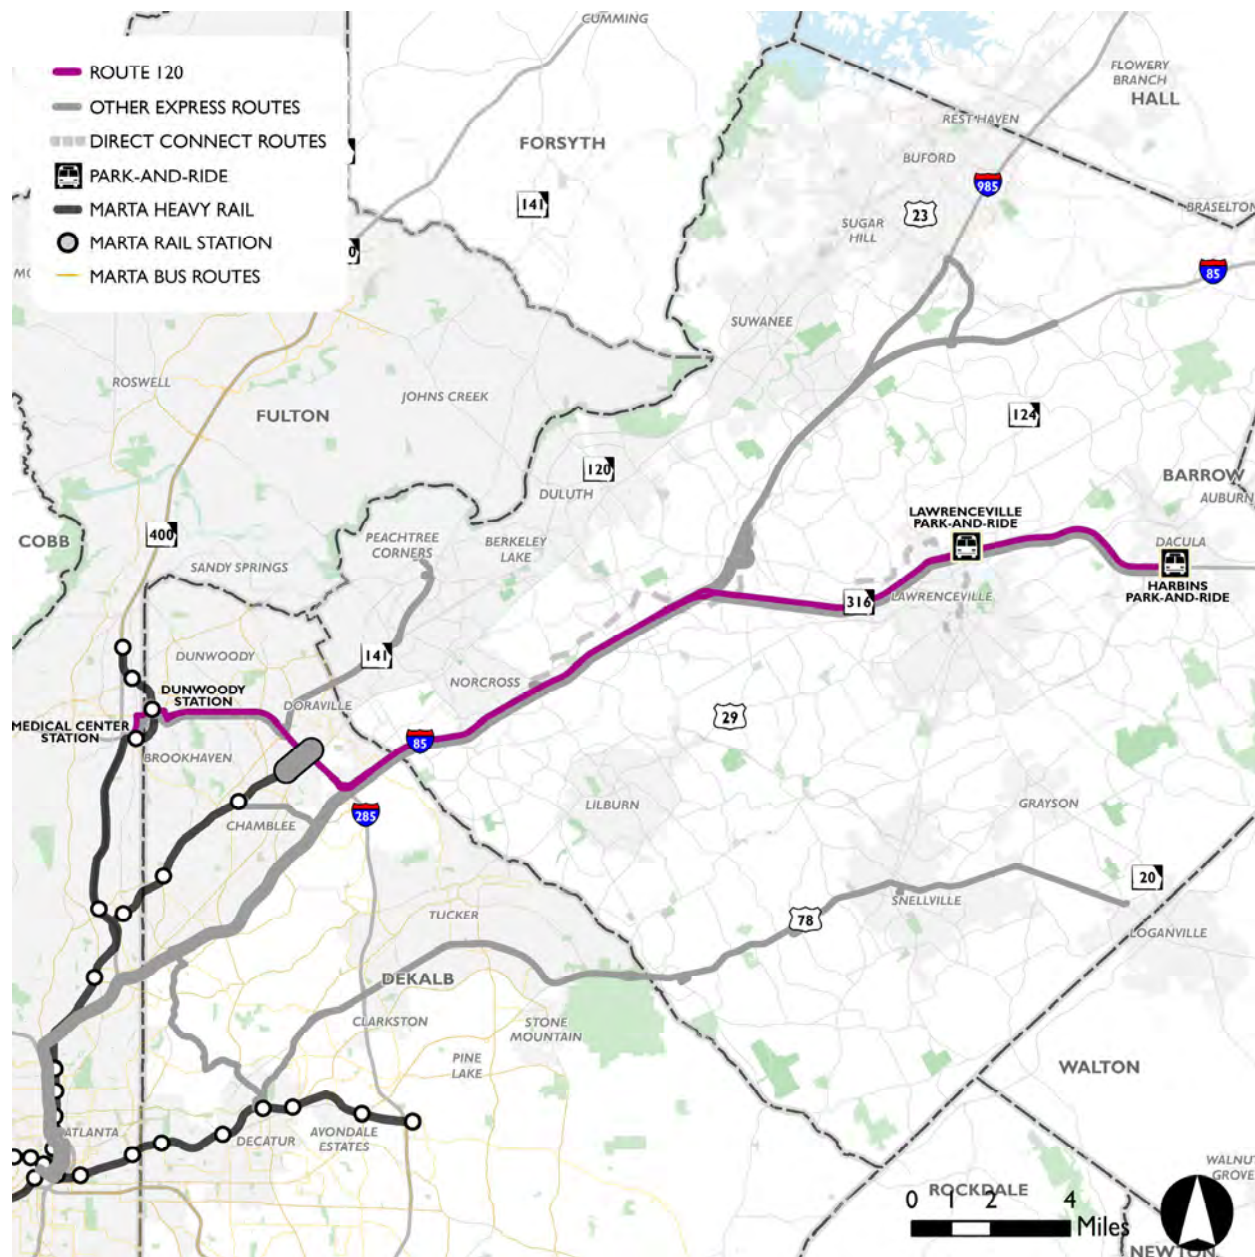 CUMMING
ROUTE 120
OTHER EXPRESS ROUTES
DIRECT CONNECT ROUTES
PARK-AND-RIDE
MARTA HEAVY RAIL
MARTA RAIL STATION
MARTA BUS ROUTES
FLOWERY
BRANCH
HALL
REST HAVEN
FORSYTH
BUFORD
985
141
23
SUGAR
HILL
BRASELTON
0
85
SUWANEE
ROSWELL
JOHNS CREEK
FULTON
124
120
DULUTH
BARROW
AUBURN
LAWRENCEVILLE
PARK-AND-RIDE
400
COBB
PEACHTREE
CORNERS
BERKELEY
LAKE
DACULA
SANDY SPRINGS
HARBINS
PARK-AND-RIDE
316
LAWRENCEVILLE
DUNWOODY
141
NORCROSS
DUNWOODY
STATION
DORAVILLE
29
MEDICAL CENTER
STATION
85
BROOKHAVEN
LILBURN
GRAYSON
285
CHAMBLEE
20
SNELLVILLE
TUCKER
78
LOGANVILLE
DEKALB
CLARKSTON
STONE
MOUNTAIN
PINE
LAKE
WALTON
ATLANTA
DECATUR
AVONDALE
ESTATES
WALNUT
GROVE
ROCKDALE
0 1 2 4
Miles
NEWTON